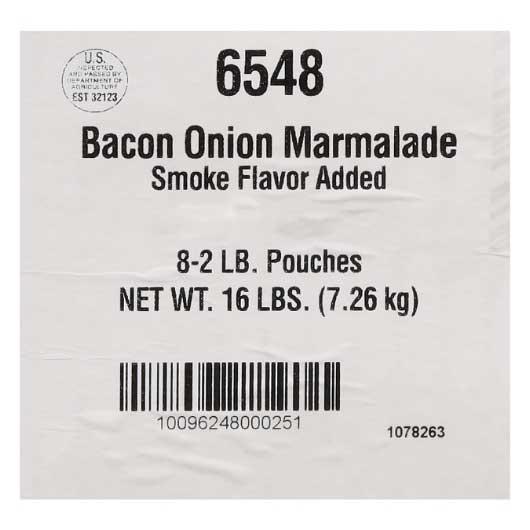 U.S.
INSPECTED
AND PASSED BY
DEPARTMENT OF
AGRICULTURE
EST 32123
6548
Bacon Onion Marmalade
Smoke Flavor Added
8-2 LB. Pouches
NET WT. 16 LBS. (7.26 kg)
10096248000251
1078263